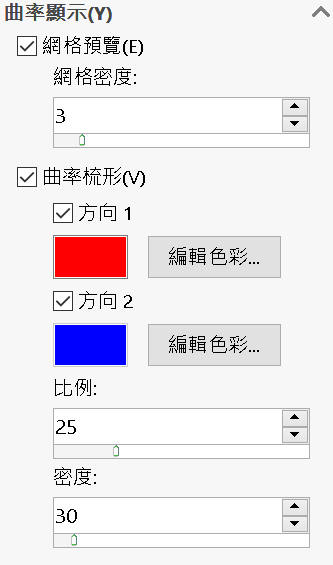 曲率顯示(Y)
網格預覽(E)
網格密度:
3
曲率梳形(V)
方向 1
編輯色彩...
方向 2
編輯色彩...
比例:
25
密度:
30